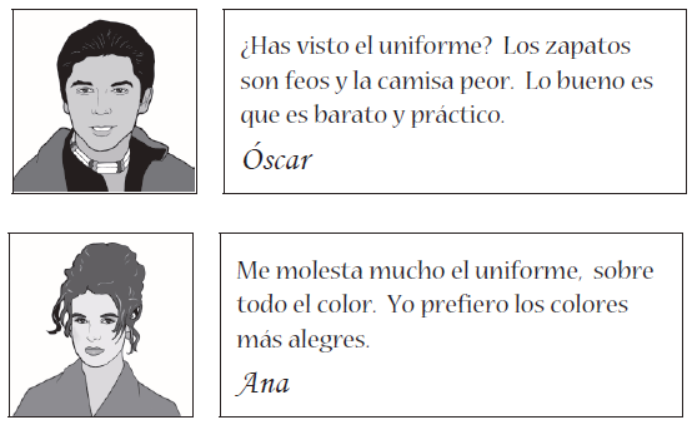 ¿Has visto el uniforme? Los zapatos
son feos y la camisa peor. Lo bueno es
que es barato y práctico.
Óscar
Me molesta mucho el uniforme, sobre
todo el color. Yo prefiero los colores
más alegres.
Ana